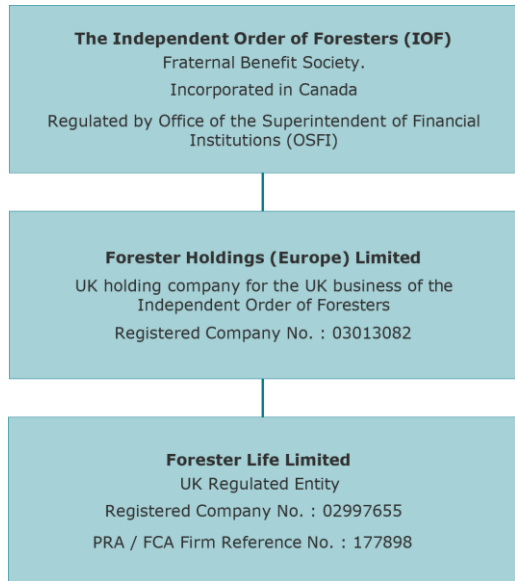 The Independent Order of Foresters (IOF)
Fraternal Benefit Society.
Incorporated in Canada
Regulated by Office of the Superintendent of Financial
Institutions (OSFI)
Forester Holdings (Europe) Limited
UK holding company for the UK business of the
Independent Order of Foresters
Registered Company No. : 03013082
Forester Life Limited
UK Regulated Entity
Registered Company No. : 02997655
PRA / FCA Firm Reference No. : 177898